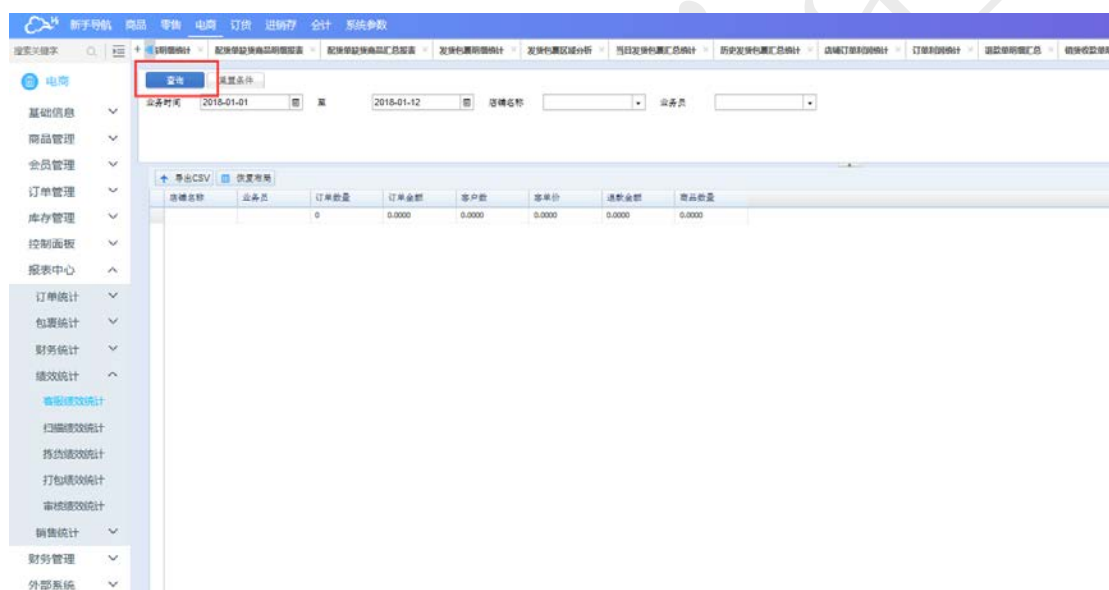 新手导航 商品 零售 电商 订货 进销存 会计 系统参数
搜索关键字
配货单缺货商品明细报表 配货单缺货商品汇总报表 发货包裹明细统计 发货包裹区域分析 当日发货包裹汇总统计 历史发货包裹汇总统计 店铺订单利润统计 订单利润统计 退款单明细汇总
电商
查询 重置条件
业务时间 2018-01-01 至 2018-01-12 店铺名称 业务员
基础信息
商品管理
会员管理
导出CSV 恢复布局
订单管理
店铺名称 业务员 订单数量 订单金额 客户数 客单价 退款金额 商品数量
0 0.0000 0.0000 0.0000 0.0000 0.0000
库存管理
控制面板
报表中心
订单统计
包裹统计
财务统计
绩效统计
客服绩效统计
扫描绩效统计
拣货绩效统计
打包绩效统计
审核绩效统计
销售统计
财务管理
外部系统